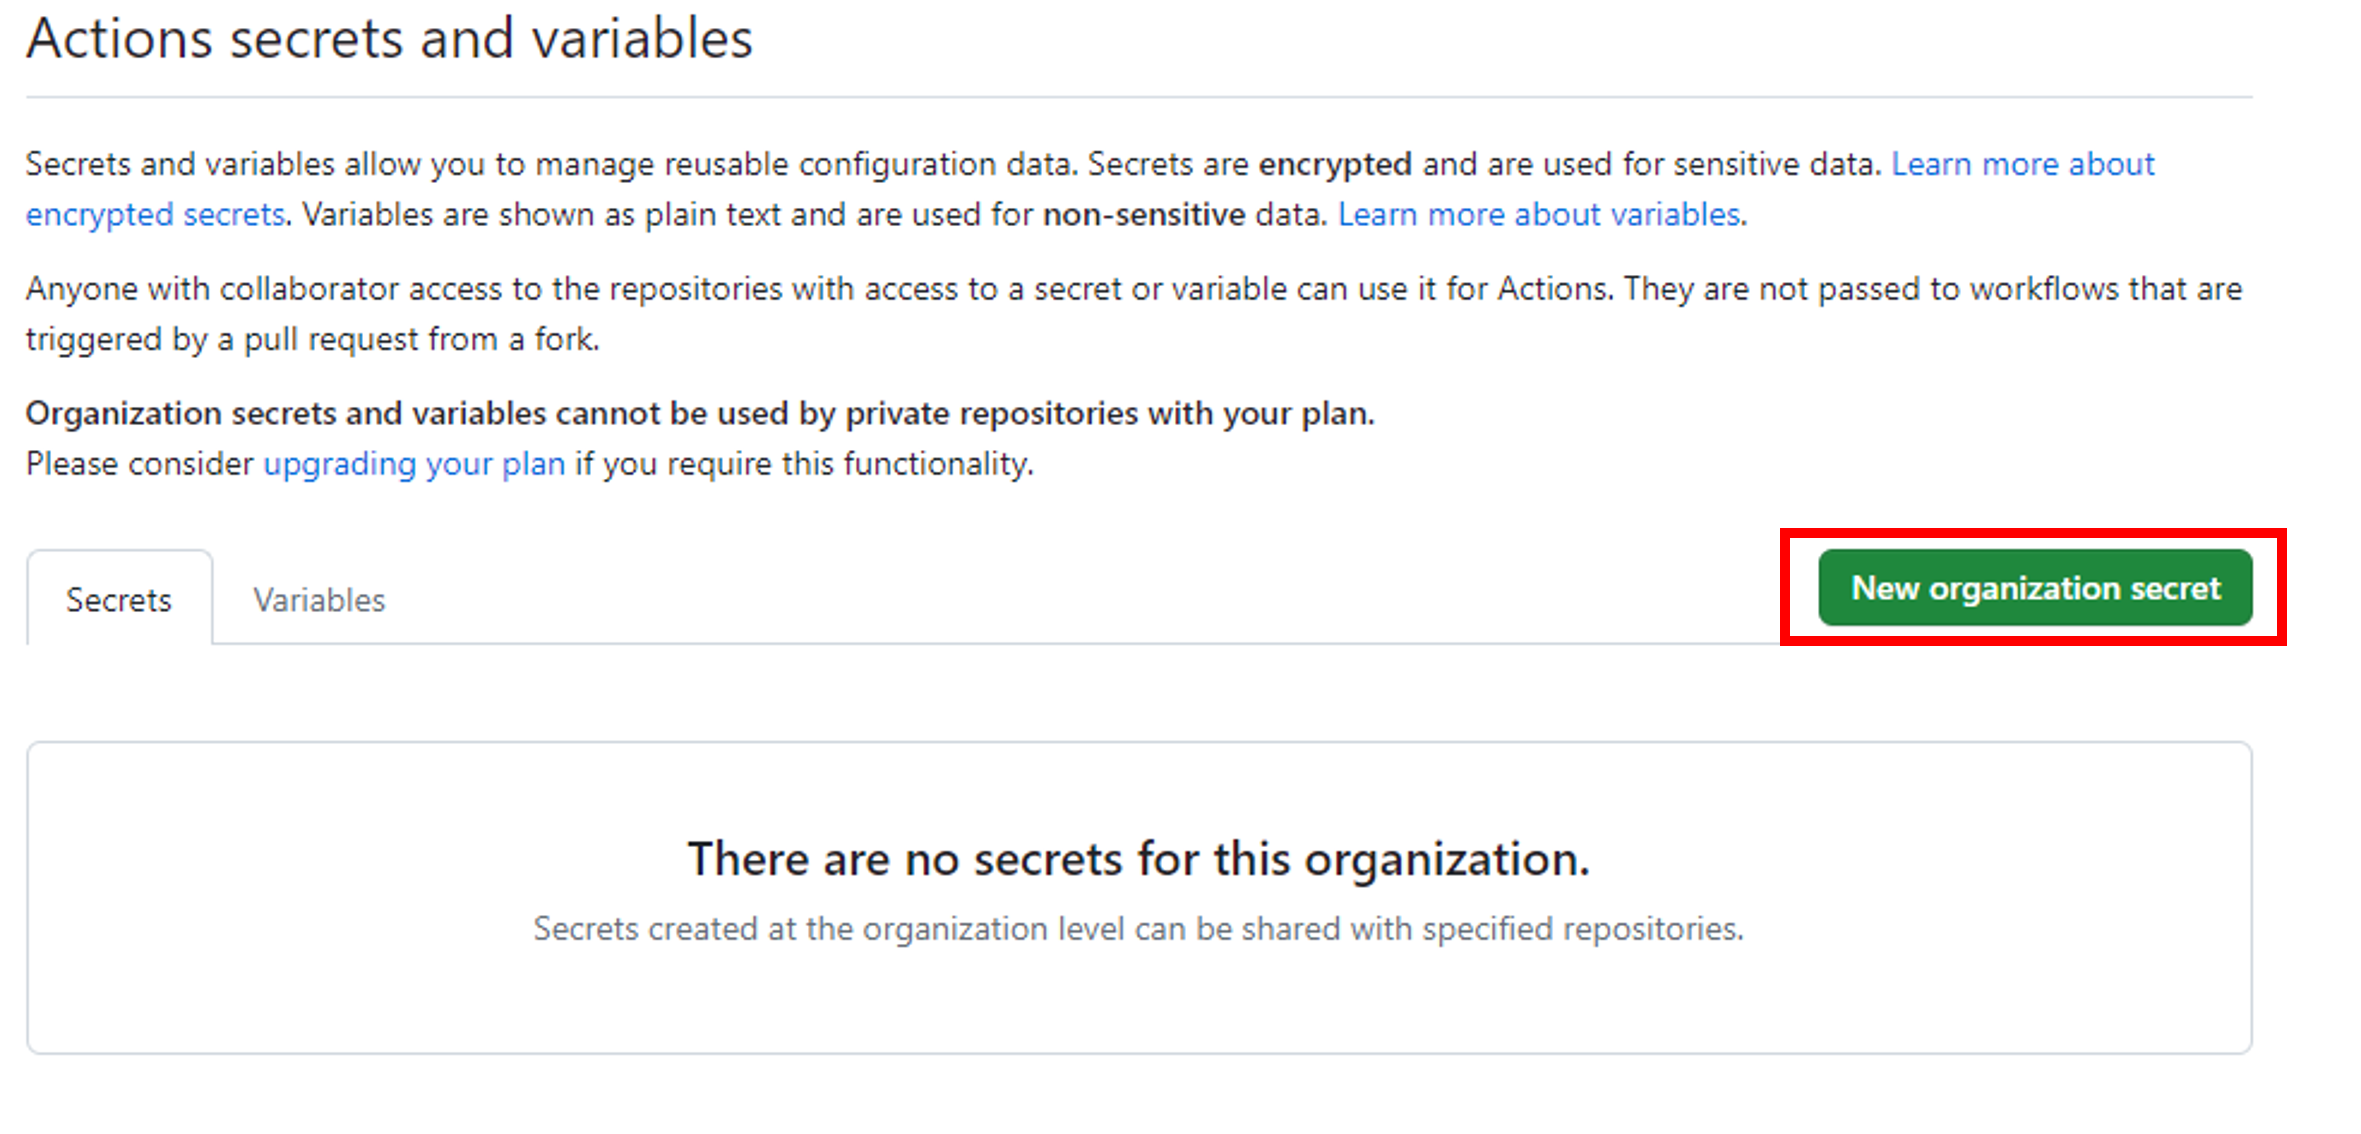 Actions secrets and variables
Secrets and variables allow you to manage reusable configuration data. Secrets are encrypted and are used for sensitive data. Learn more about
encrypted secrets. Variables are shown as plain text and are used for non-sensitive data. Learn more about variables.
Anyone with collaborator access to the repositories with access to a secret or variable can use it for Actions. They are not passed to workflows that are
triggered by a pull request from a fork.
Organization secrets and variables cannot be used by private repositories with your plan.
Please consider upgrading your plan if you require this functionality.
Secrets Variables New organization secret
There are no secrets for this organization.
Secrets created at the organization level can be shared with specified repositories.